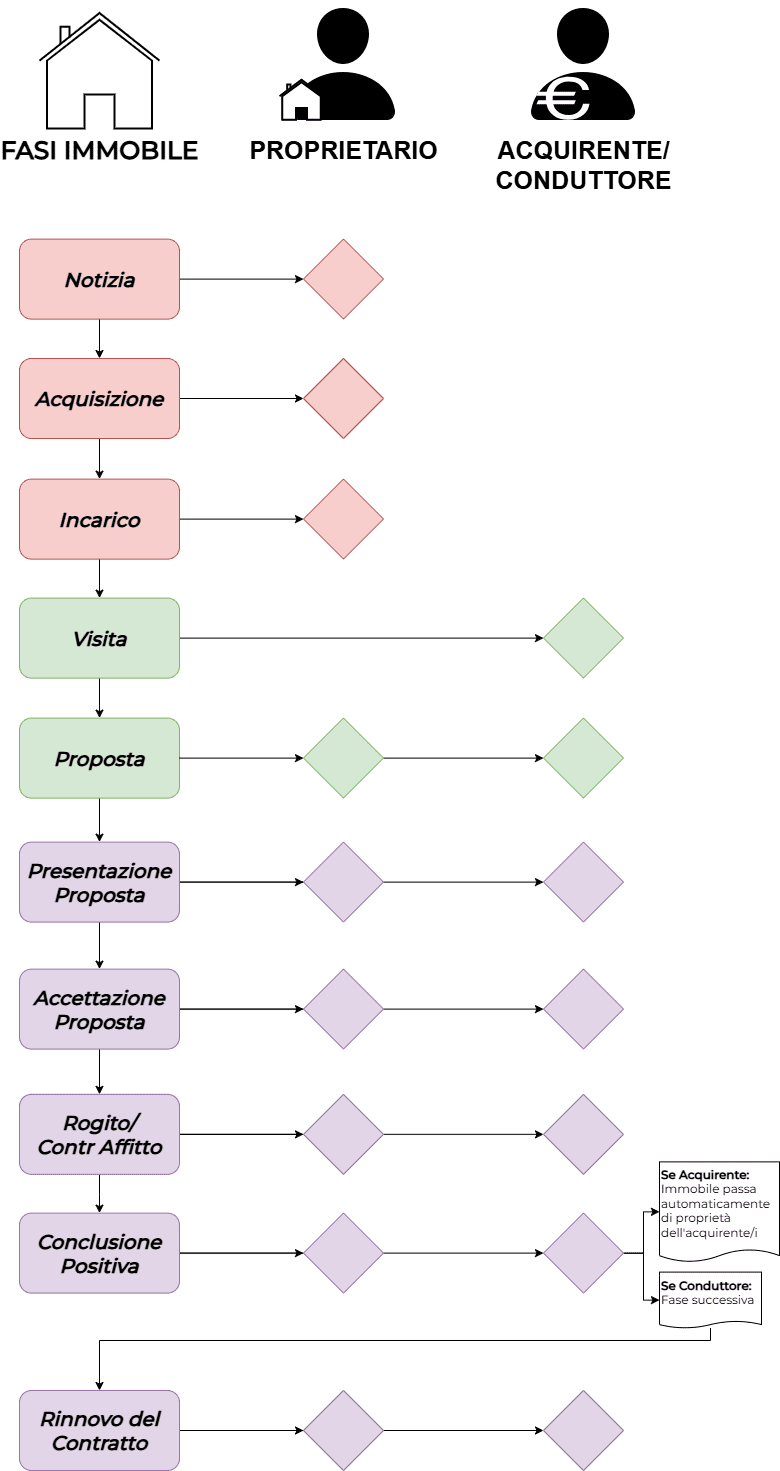 FASI IMMOBILE
PROPRIETARIO
ACQUIRENTE/
CONDUTTORE
Notizia
Acquisizione
Incarico
Visita
Proposta
Presentazione
Proposta
Accettazione
Proposta
Rogito/
Contr Affitto
Conclusione
Positiva
Se Acquirente:
Immobile passa
automaticamente
di proprietà
dell'acquirente/i
Se Conduttore:
Fase successiva
Rinnovo del
Contratto